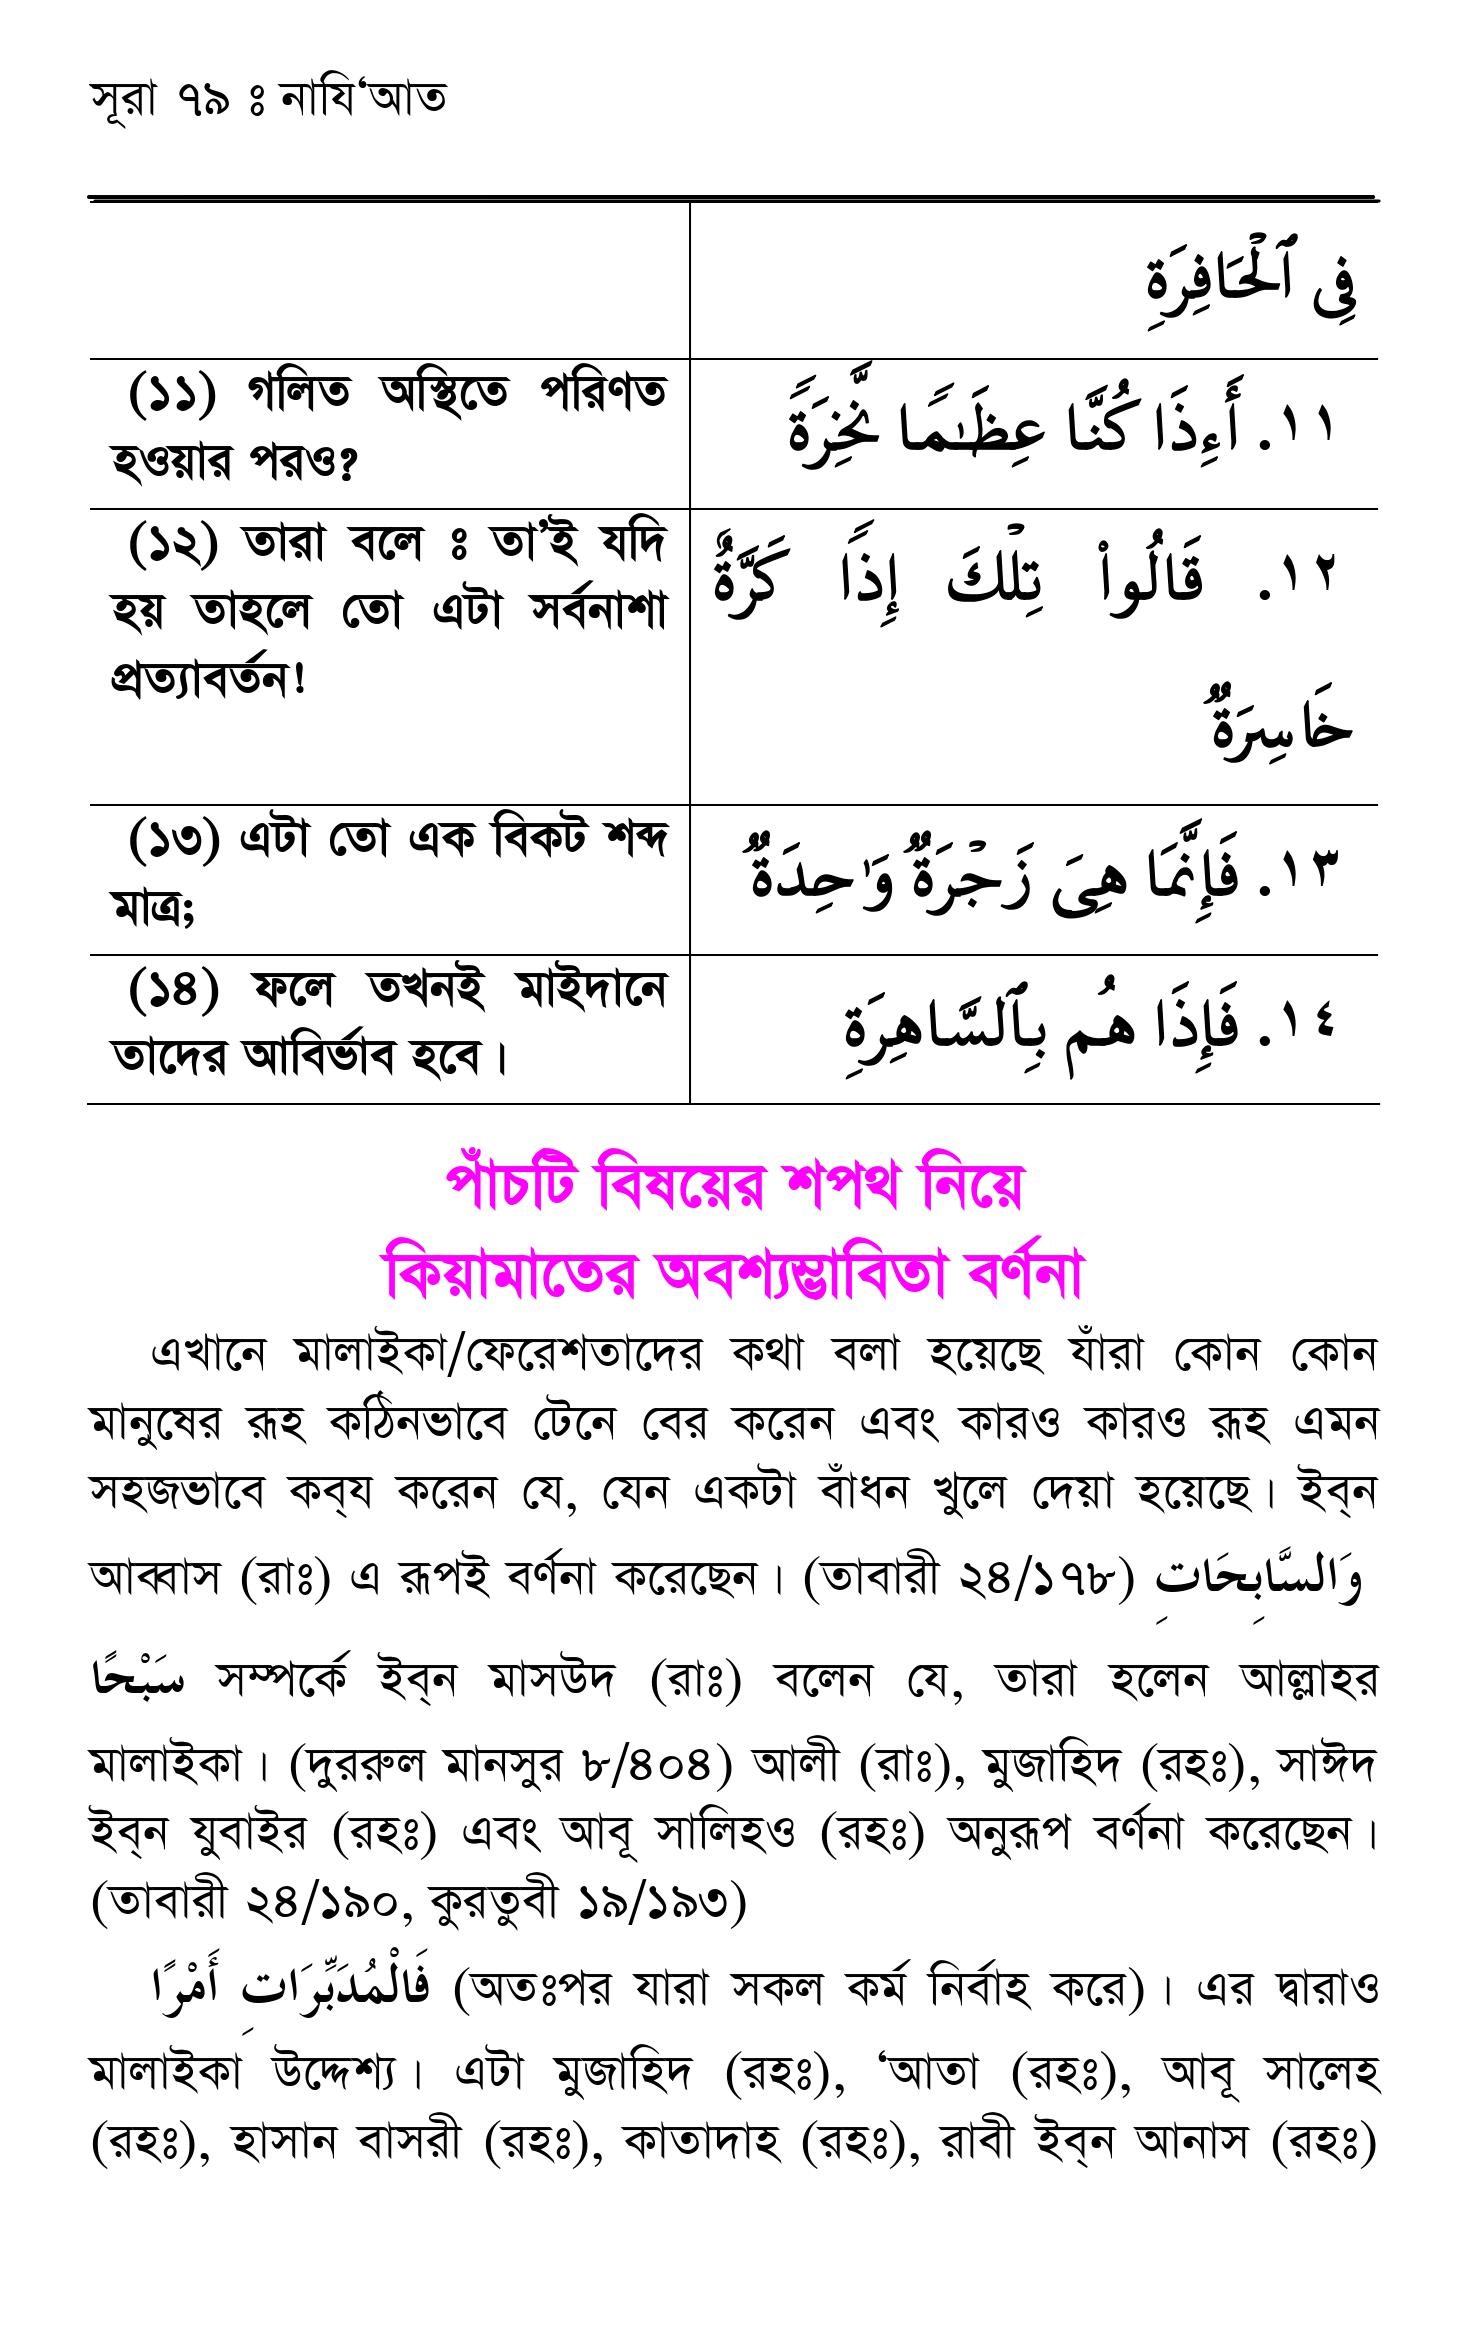 সূরা ৭৯ ঃ নাযি‘আত
فِى ٱلْحَافِرَةِ
(১১) গলিত অস্থিতে পরিণত
হওয়ার পরও?
١١. أَءِذَا كُنَّا عِظَـٰمًا نَّخِرَةً
(১২) তারা বলে ঃ তা’ই যদি
হয় তাহলে তো এটা সর্বনাশা
প্রত্যাবর্তন!
١٢. قَالُوا۟ تِلْكَ إِذًا كَرَّةٌ
خَاسِرَةٌ
(১৩) এটা তো এক বিকট শব্দ
মাত্র;
١٣. فَإِنَّمَا هِىَ زَجْرَةٌ وَٰحِدَةٌ
(১৪) ফলে তখনই মাইদানে
তাদের আবির্ভাব হবে।
١٤. فَإِذَا هُم بِٱلسَّاهِرَةِ
পাঁচটি বিষয়ের শপথ নিয়ে
কিয়ামাতের অবশ্যম্ভাবিতা বর্ণনা
এখানে মালাইকা/ফেরেশতাদের কথা বলা হয়েছে যাঁরা কোন কোন
মানুষের রূহ কঠিনভাবে টেনে বের করেন এবং কারও কারও রূহ এমন
সহজভাবে কব্‌য করেন যে, যেন একটা বাঁধন খুলে দেয়া হয়েছে। ইব্‌ন
আব্বাস (রাঃ) এ রূপই বর্ণনা করেছেন। (তাবারী ২৪/১৭৮) وَالسَّابِحَاتِ
سَبْحًا সম্পর্কে ইব্‌ন মাসউদ (রাঃ) বলেন যে, তারা হলেন আল্লাহর
মালাইকা। (দুররুল মানসুর ৮/৪০৪) আলী (রাঃ), মুজাহিদ (রহঃ), সাঈদ
ইব্‌ন যুবাইর (রহঃ) এবং আবূ সালিহও (রহঃ) অনুরূপ বর্ণনা করেছেন।
(তাবারী ২৪/১৯০, কুরতুবী ১৯/১৯৩)
فَالْمُدَبِّرَاتِ أَمْرًا (অতঃপর যারা সকল কর্ম নির্বাহ করে)। এর দ্বারাও
মালাইকা উদ্দেশ্য। এটা মুজাহিদ (রহঃ), ‘আতা (রহঃ), আবূ সালেহ
(রহঃ), হাসান বাসরী (রহঃ), কাতাদাহ (রহঃ), রাবী ইব্‌ন আনাস (রহঃ)